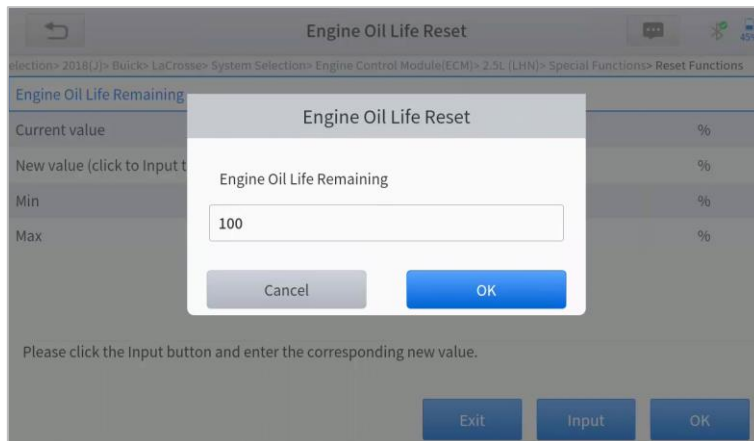 Engine Oil Life Reset
45%
election> 2018(J)> Buick> LaCrosse> System Selection> Engine Control Module(ECM)> 2.5L (LHN)> Special Functions> Reset Functions
Engine Oil Life Remaining
Engine Oil Life Reset
Current value %
New value (click to Input t %
Engine Oil Life Remaining
Min %
100
Max %
Cancel OK
Please click the Input button and enter the corresponding new value.
Exit Input OK